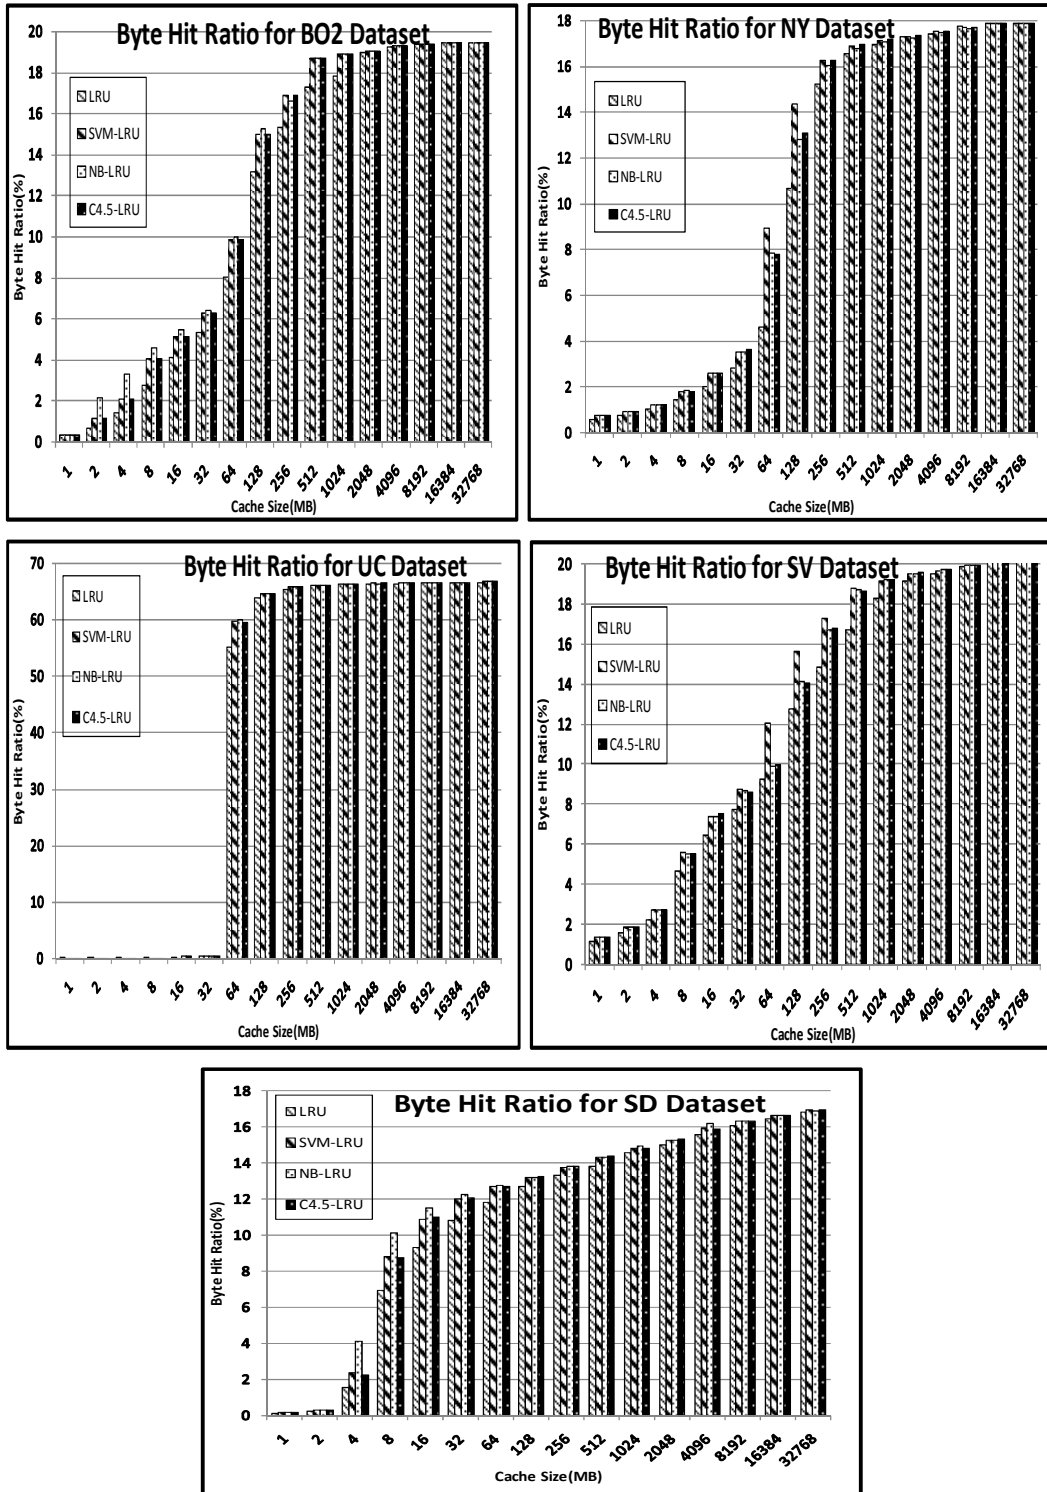 Byte Hit Ratio for BO2 Dataset
Byte Hit Ratio(%)
20
18
16
14
12
10
8
6
4
2
0
LRU
SVM-LRU
NB-LRU
C4.5-LRU
1 2 4 8 16 32 64 128 256 512 1024 2048 4096 8192 16384 32768
Cache Size(MB)
Byte Hit Ratio for NY Dataset
Byte Hit Ratio(%)
18
16
14
12
10
8
6
4
2
0
LRU
SVM-LRU
NB-LRU
C4.5-LRU
1 2 4 8 16 32 64 128 256 512 1024 2048 4096 8192 16384 32768
Cache Size(MB)
Byte Hit Ratio for UC Dataset
Byte Hit Ratio(%)
70
60
50
40
30
20
10
0
LRU
SVM-LRU
NB-LRU
C4.5-LRU
1 2 4 8 16 32 64 128 256 512 1024 2048 4096 8192 16384 32768
Cache Size(MB)
Byte Hit Ratio for SV Dataset
Byte Hit Ratio(%)
20
18
16
14
12
10
8
6
4
2
0
LRU
SVM-LRU
NB-LRU
C4.5-LRU
1 2 4 8 16 32 64 128 256 512 1024 2048 4096 8192 16384 32768
Cache Size(MB)
Byte Hit Ratio for SD Dataset
Byte Hit Ratio(%)
18
16
14
12
10
8
6
4
2
0
LRU
SVM-LRU
NB-LRU
C4.5-LRU
1 2 4 8 16 32 64 128 256 512 1024 2048 4096 8192 16384 32768
Cache Size(MB)